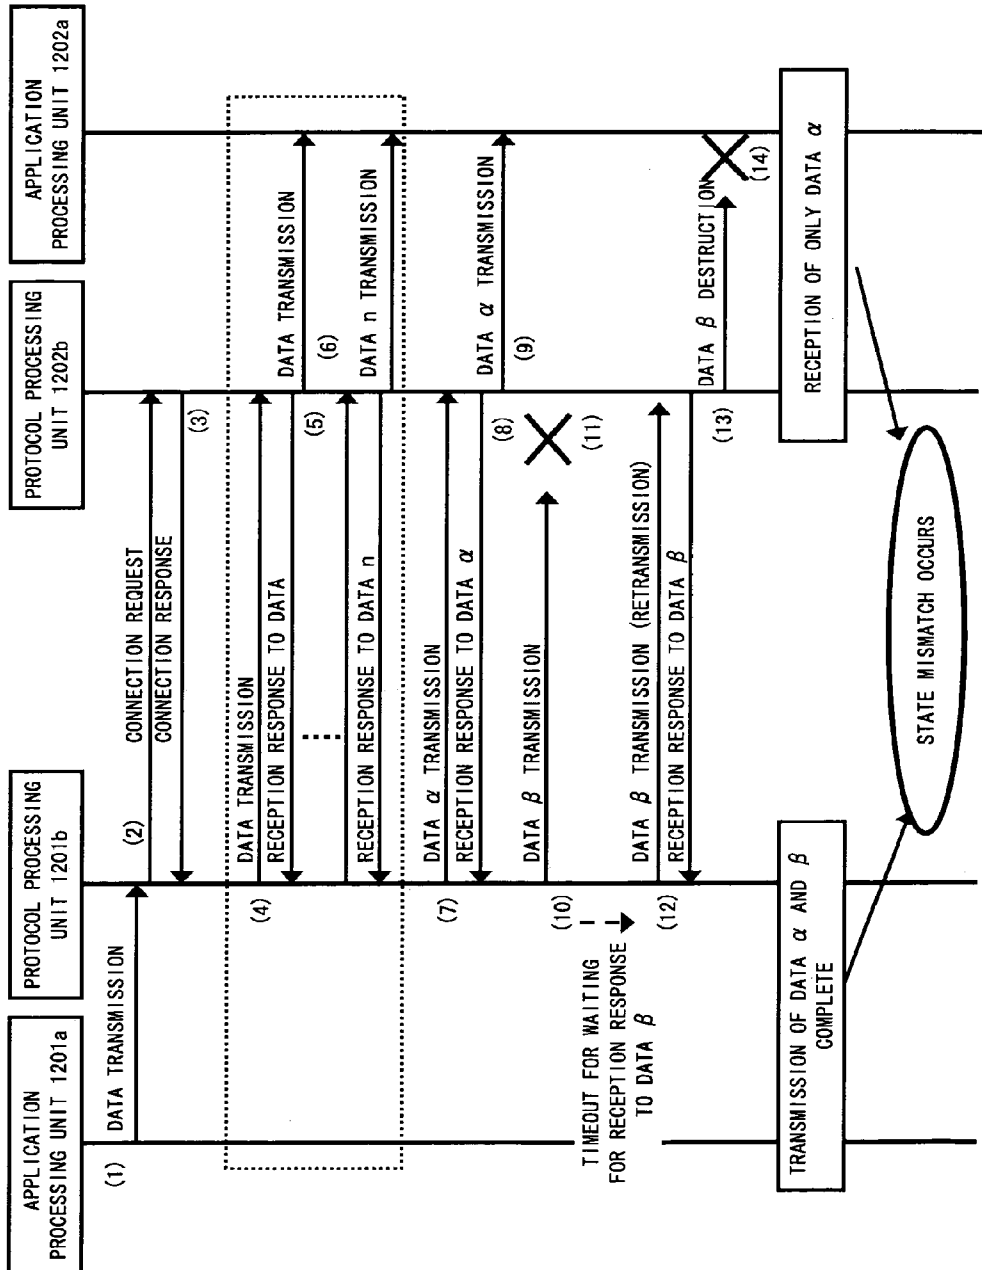 APPLICATION
PROCESSING UNIT 1201a
PROTOCOL PROCESSING
UNIT 1201b
PROTOCOL PROCESSING
UNIT 1202b
APPLICATION
PROCESSING UNIT 1202a
(1)
DATA TRANSMISSION
(2)
CONNECTION REQUEST
CONNECTION RESPONSE
(3)
(4)
DATA TRANSMISSION
RECEPTION RESPONSE TO DATA
(5)
DATA TRANSMISSION
(6)
RECEPTION RESPONSE TO DATA n
DATA n TRANSMISSION
(7)
DATA α TRANSMISSION
RECEPTION RESPONSE TO DATA α
(8)
DATA α TRANSMISSION
(9)
DATA β TRANSMISSION
(10)
(11)
TIMEOUT FOR WAITING
FOR RECEPTION RESPONSE
TO DATA β
DATA β TRANSMISSION (RETRANSMISSION)
RECEPTION RESPONSE TO DATA β
(12)
(13)
DATA β DESTRUCTION
(14)
TRANSMISSION OF DATA α AND β
COMPLETE
RECEPTION OF ONLY DATA α
STATE MISMATCH OCCURS